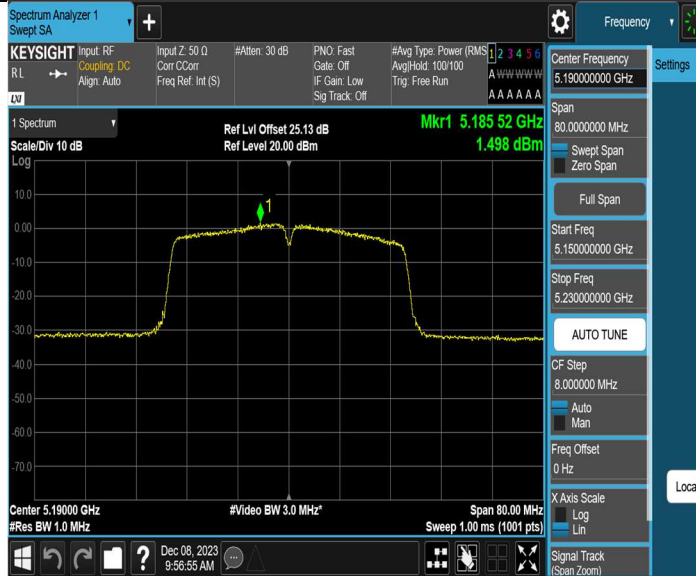 Spectrum Analyzer 1
Swept SA
+
Frequency
KEYSIGHT
RL
LXI
Input: RF
Coupling: DC
Align: Auto
Input Z: 50 Ω
Corr CCorr
Freq Ref: Int (S)
#Atten: 30 dB
PNO: Fast
Gate: Off
IF Gain: Low
Sig Track: Off
#Avg Type: Power (RMS
Avg|Hold: 100/100
Trig: Free Run
1 2 3 4 5 6
A W W W W W
A A A A A A
1 Spectrum
Scale/Div 10 dB
Log
Ref Lvl Offset 25.13 dB
Ref Level 20.00 dBm
Mkr1 5.185 52 GHz
1.498 dBm
1
10.0
0.00
-10.0
-20.0
-30.0
-40.0
-50.0
-60.0
-70.0
Center 5.19000 GHz
#Res BW 1.0 MHz
#Video BW 3.0 MHz*
Span 80.00 MHz
Sweep 1.00 ms (1001 pts)
Center Frequency
5.190000000 GHz
Span
80.0000000 MHz
Swept Span
Zero Span
Full Span
Start Freq
5.150000000 GHz
Stop Freq
5.230000000 GHz
AUTO TUNE
CF Step
8.000000 MHz
Auto
Man
Freq Offset
0 Hz
X Axis Scale
Log
Lin
Signal Track
(Span Zoom)
Settings
Loca
?
Dec 08, 2023
9:56:55 AM